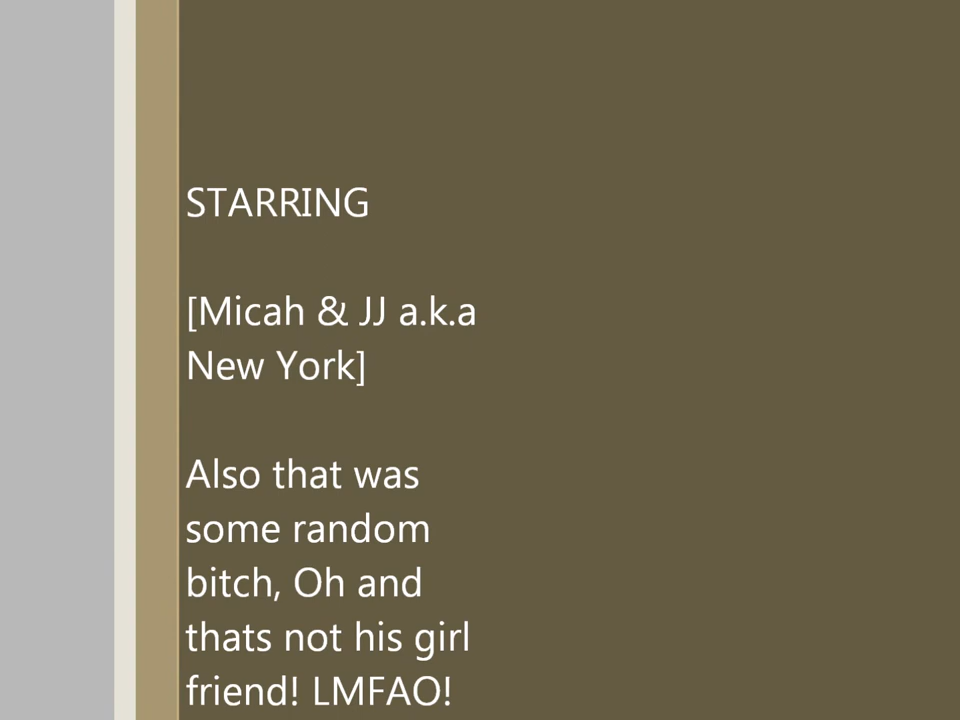 STARRING
[Micah & JJ a.k.a
New York]
Also that was
some random
bitch, Oh and
thats not his girl
friend! LMFAO!